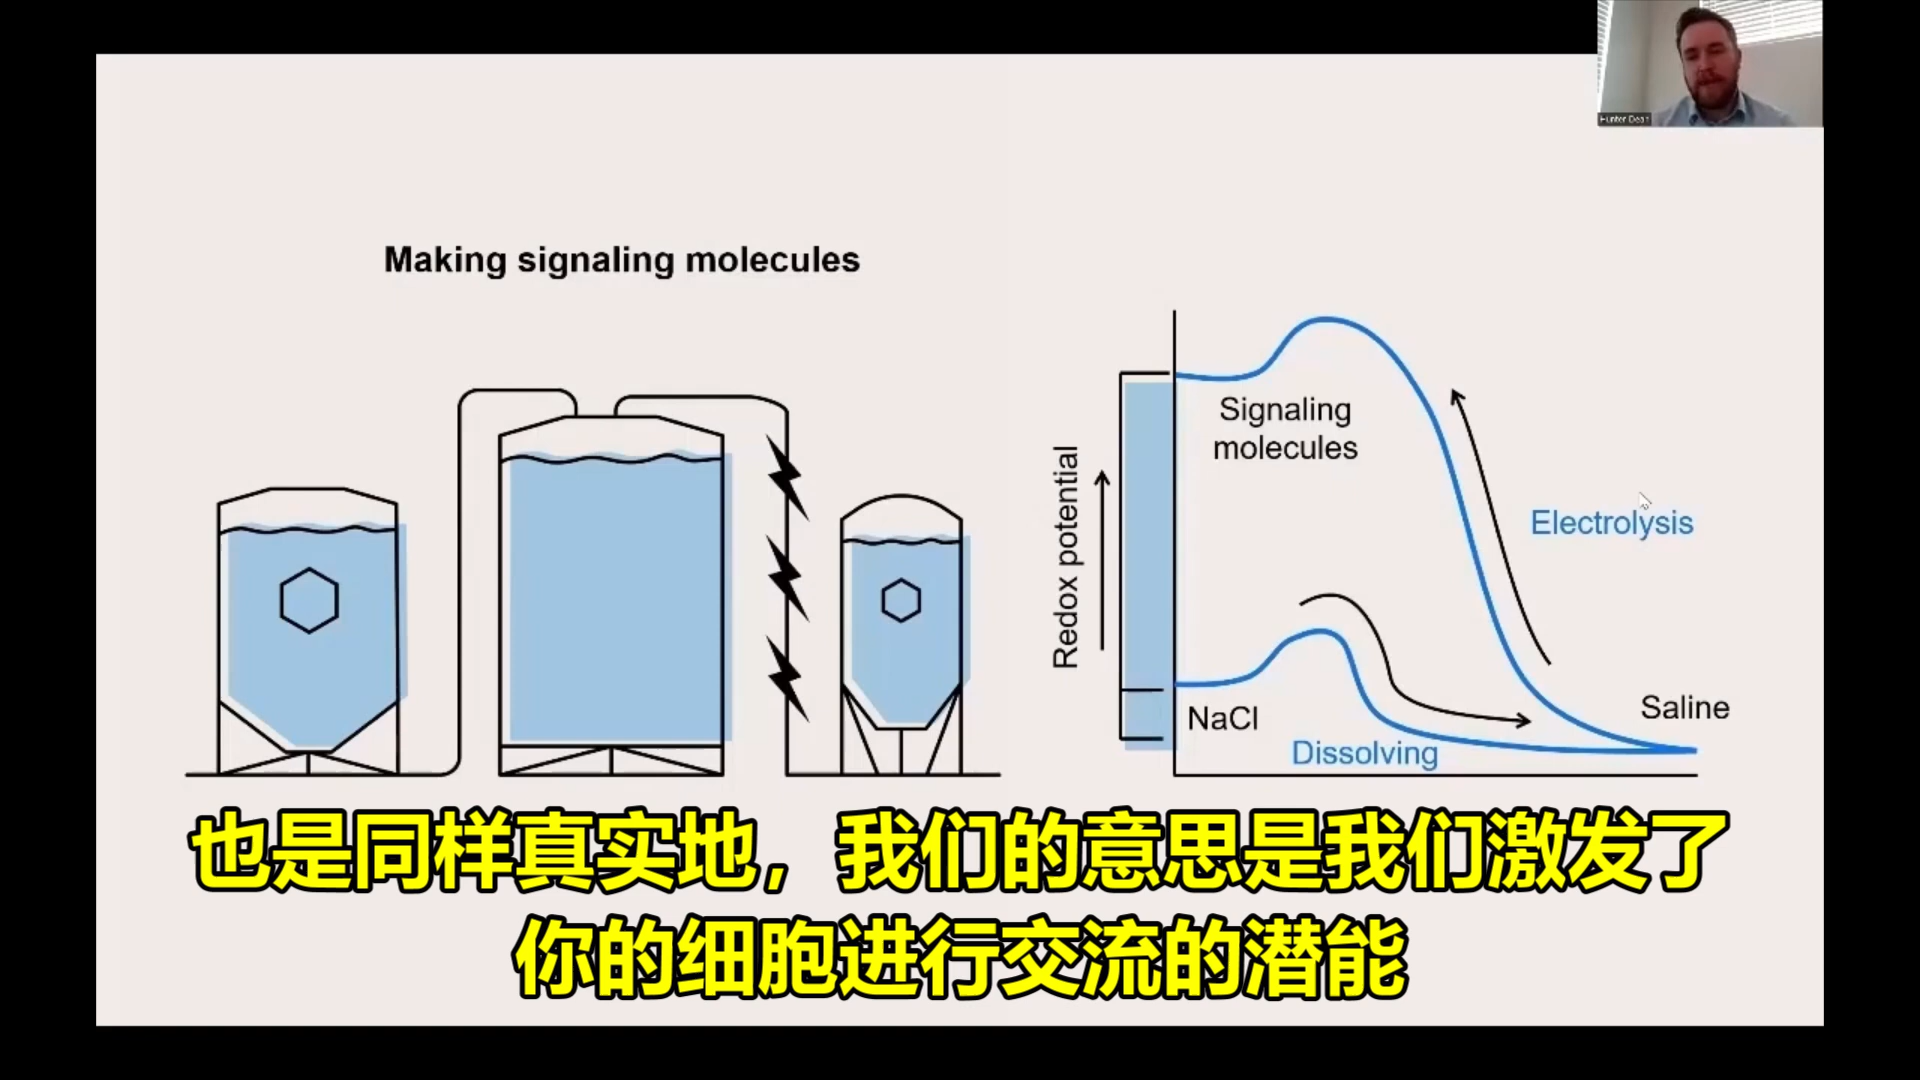 Hunter Dean
Making signaling molecules
Signaling
molecules
Redox potential
Electrolysis
Saline
NaCl
Dissolving
也是同样真实地，我们的意思是我们激发了
你的细胞进行交流的潜能